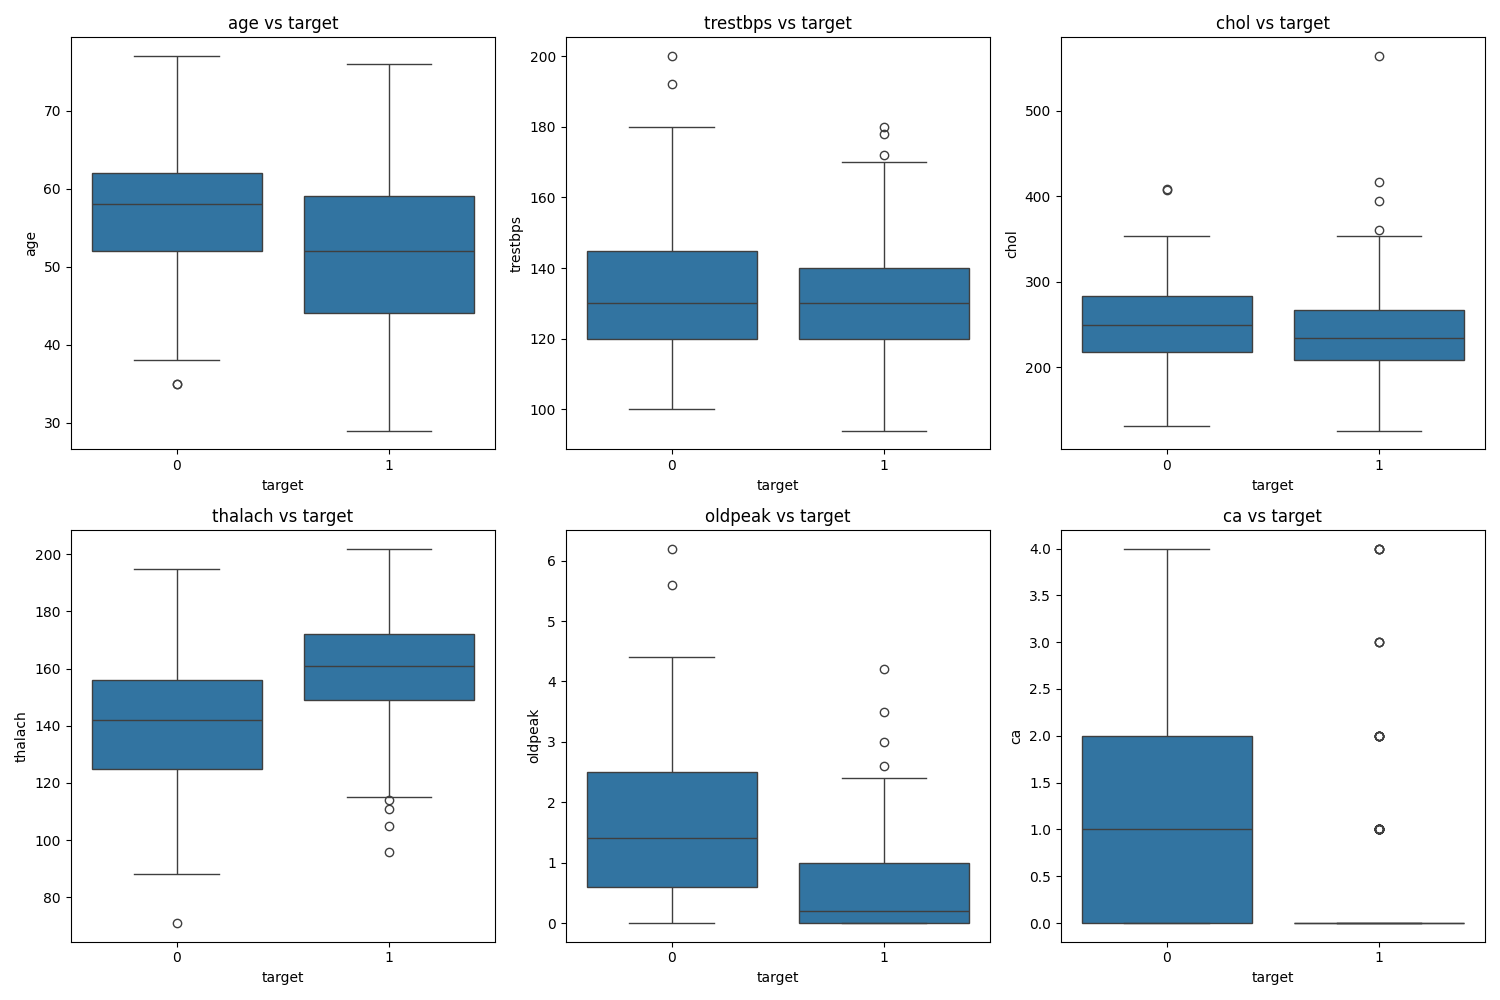 age vs target
trestbps vs target
chol vs target
age
70
60
50
40
30
0 1
target
trestbps
200
180
160
140
120
100
0 1
target
chol
500
400
300
200
0 1
target
thalach vs target
oldpeak vs target
ca vs target
thalach
200
180
160
140
120
100
80
0 1
target
oldpeak
6
5
4
3
2
1
0
0 1
target
ca
4.0
3.5
3.0
2.5
2.0
1.5
1.0
0.5
0.0
0 1
target